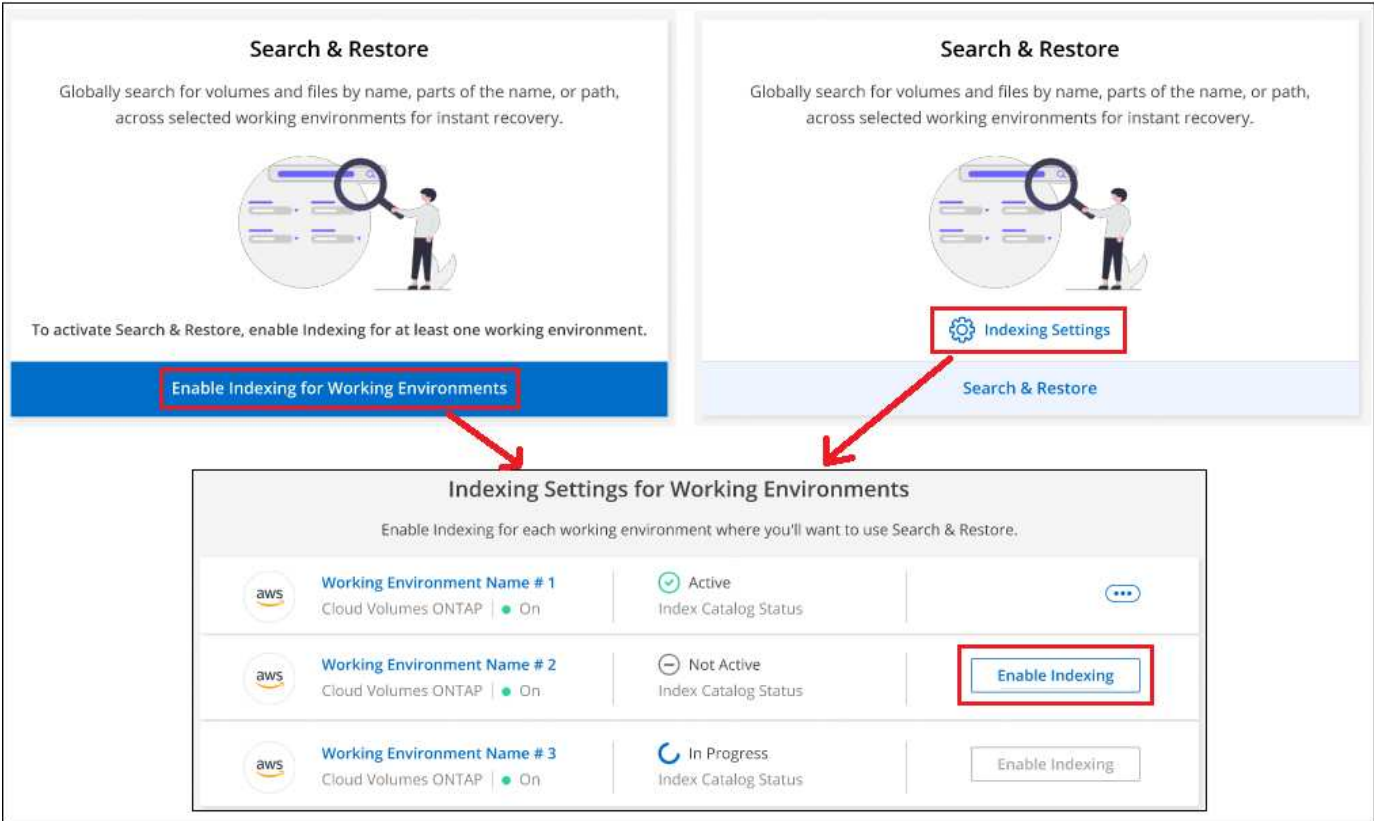 Search & Restore
Globally search for volumes and files by name, parts of the name, or path,
across selected working environments for instant recovery.
To activate Search & Restore, enable Indexing for at least one working environment.
Enable Indexing for Working Environments
Search & Restore
Globally search for volumes and files by name, parts of the name, or path,
across selected working environments for instant recovery.
Indexing Settings
Search & Restore
Indexing Settings for Working Environments
Enable Indexing for each working environment where you'll want to use Search & Restore.
aws
Working Environment Name # 1
Cloud Volumes ONTAP | On
Active
Index Catalog Status
aws
Working Environment Name # 2
Cloud Volumes ONTAP | On
Not Active
Index Catalog Status
Enable Indexing
aws
Working Environment Name # 3
Cloud Volumes ONTAP | On
In Progress
Index Catalog Status
Enable Indexing